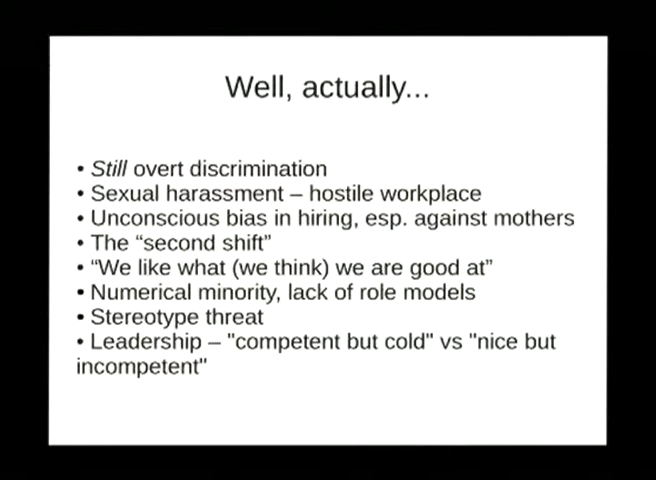 Well, actually...
• Still overt discrimination
• Sexual harassment – hostile workplace
• Unconscious bias in hiring, esp. against mothers
• The “second shift”
• “We like what (we think) we are good at”
• Numerical minority, lack of role models
• Stereotype threat
• Leadership – "competent but cold" vs "nice but
incompetent"